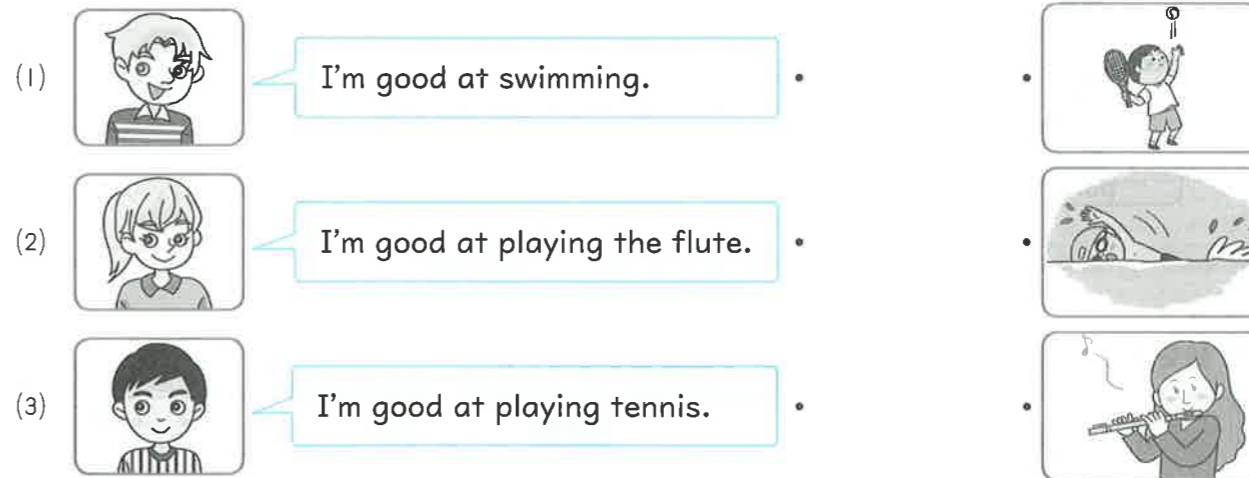 (1) I'm good at swimming.
(2) I'm good at playing the flute.
(3) I'm good at playing tennis.